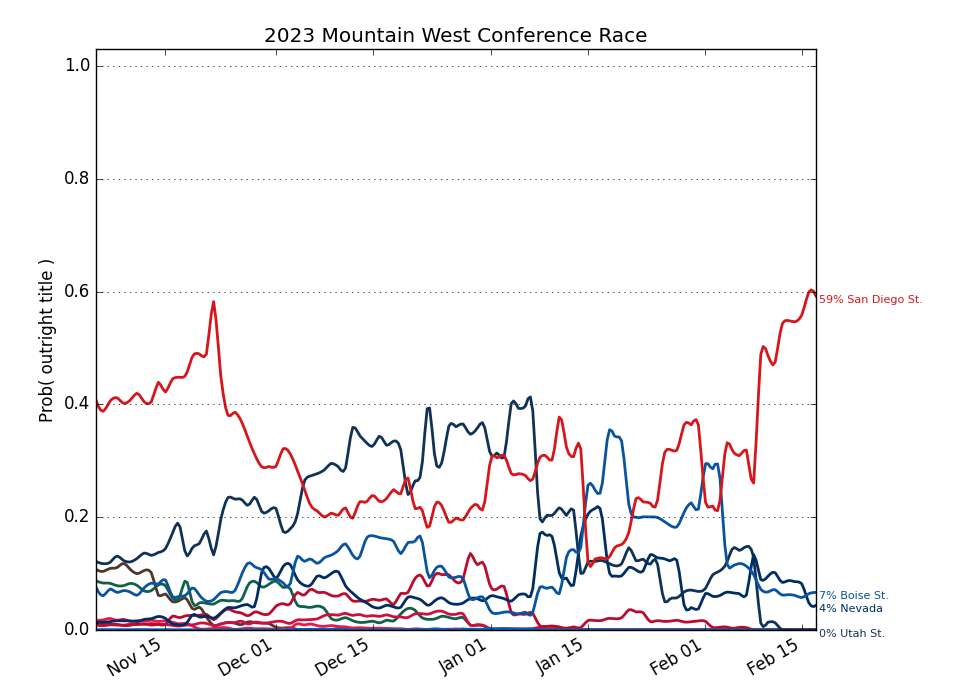 2023 Mountain West Conference Race
Prob( outright title )
1.0
0.8
0.6
0.4
0.2
0.0
59% San Diego St.
7% Boise St.
4% Nevada
0% Utah St.
Nov 15
Dec 01
Dec 15
Jan 01
Jan 15
Feb 01
Feb 15